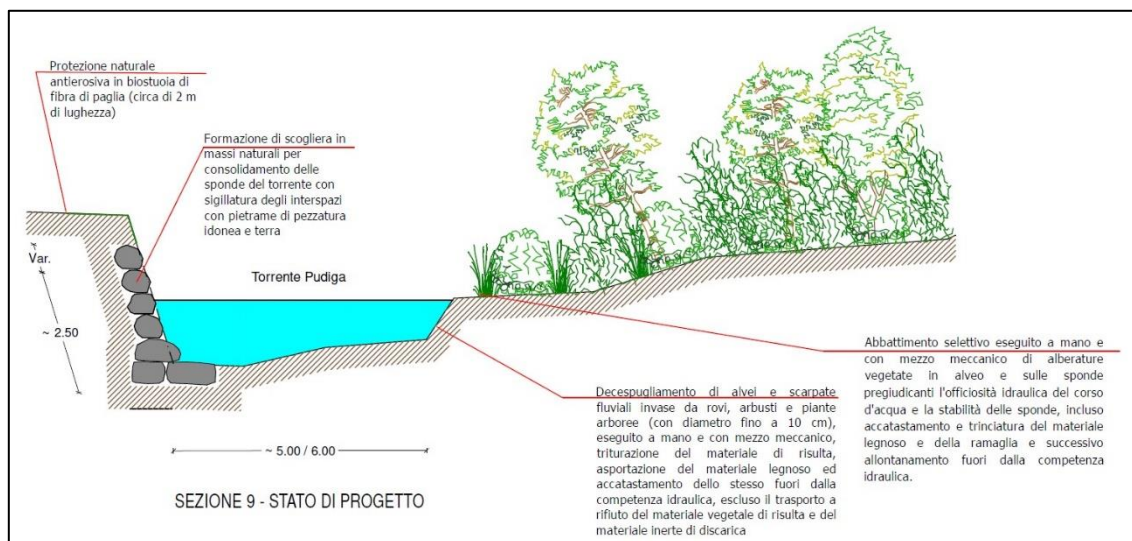 Protezione naturale
antierosiva in biostuoia di
fibra di paglia (circa di 2 m
di lughezza)
Formazione di scogliera in
massi naturali per
consolidamento delle
sponde del torrente con
sigillatura degli interspazi
con pietrame di pezzatura
idonea e terra
Var.
Torrente Pudiga
~ 2.50
~ 5.00 / 6.00
SEZIONE 9 - STATO DI PROGETTO
Decespugliamento di alvei e scarpate
fluviali invase da rovi, arbusti e piante
arboree (con diametro fino a 10 cm),
eseguito a mano e con mezzo meccanico,
triturazione del materiale di risulta,
asportazione del materiale legnoso ed
accatastamento dello stesso fuori dalla
competenza idraulica, escluso il trasporto a
rifiuto del materiale vegetale di risulta e del
materiale inerte di discarica
Abbattimento selettivo eseguito a mano e
con mezzo meccanico di alberature
vegetate in alveo e sulle sponde
pregiudicanti l'officiosità idraulica del corso
d'acqua e la stabilità delle sponde, incluso
accatastamento e trinciatura del materiale
legnoso e della ramaglia e successivo
allontanamento fuori dalla competenza
idraulica.